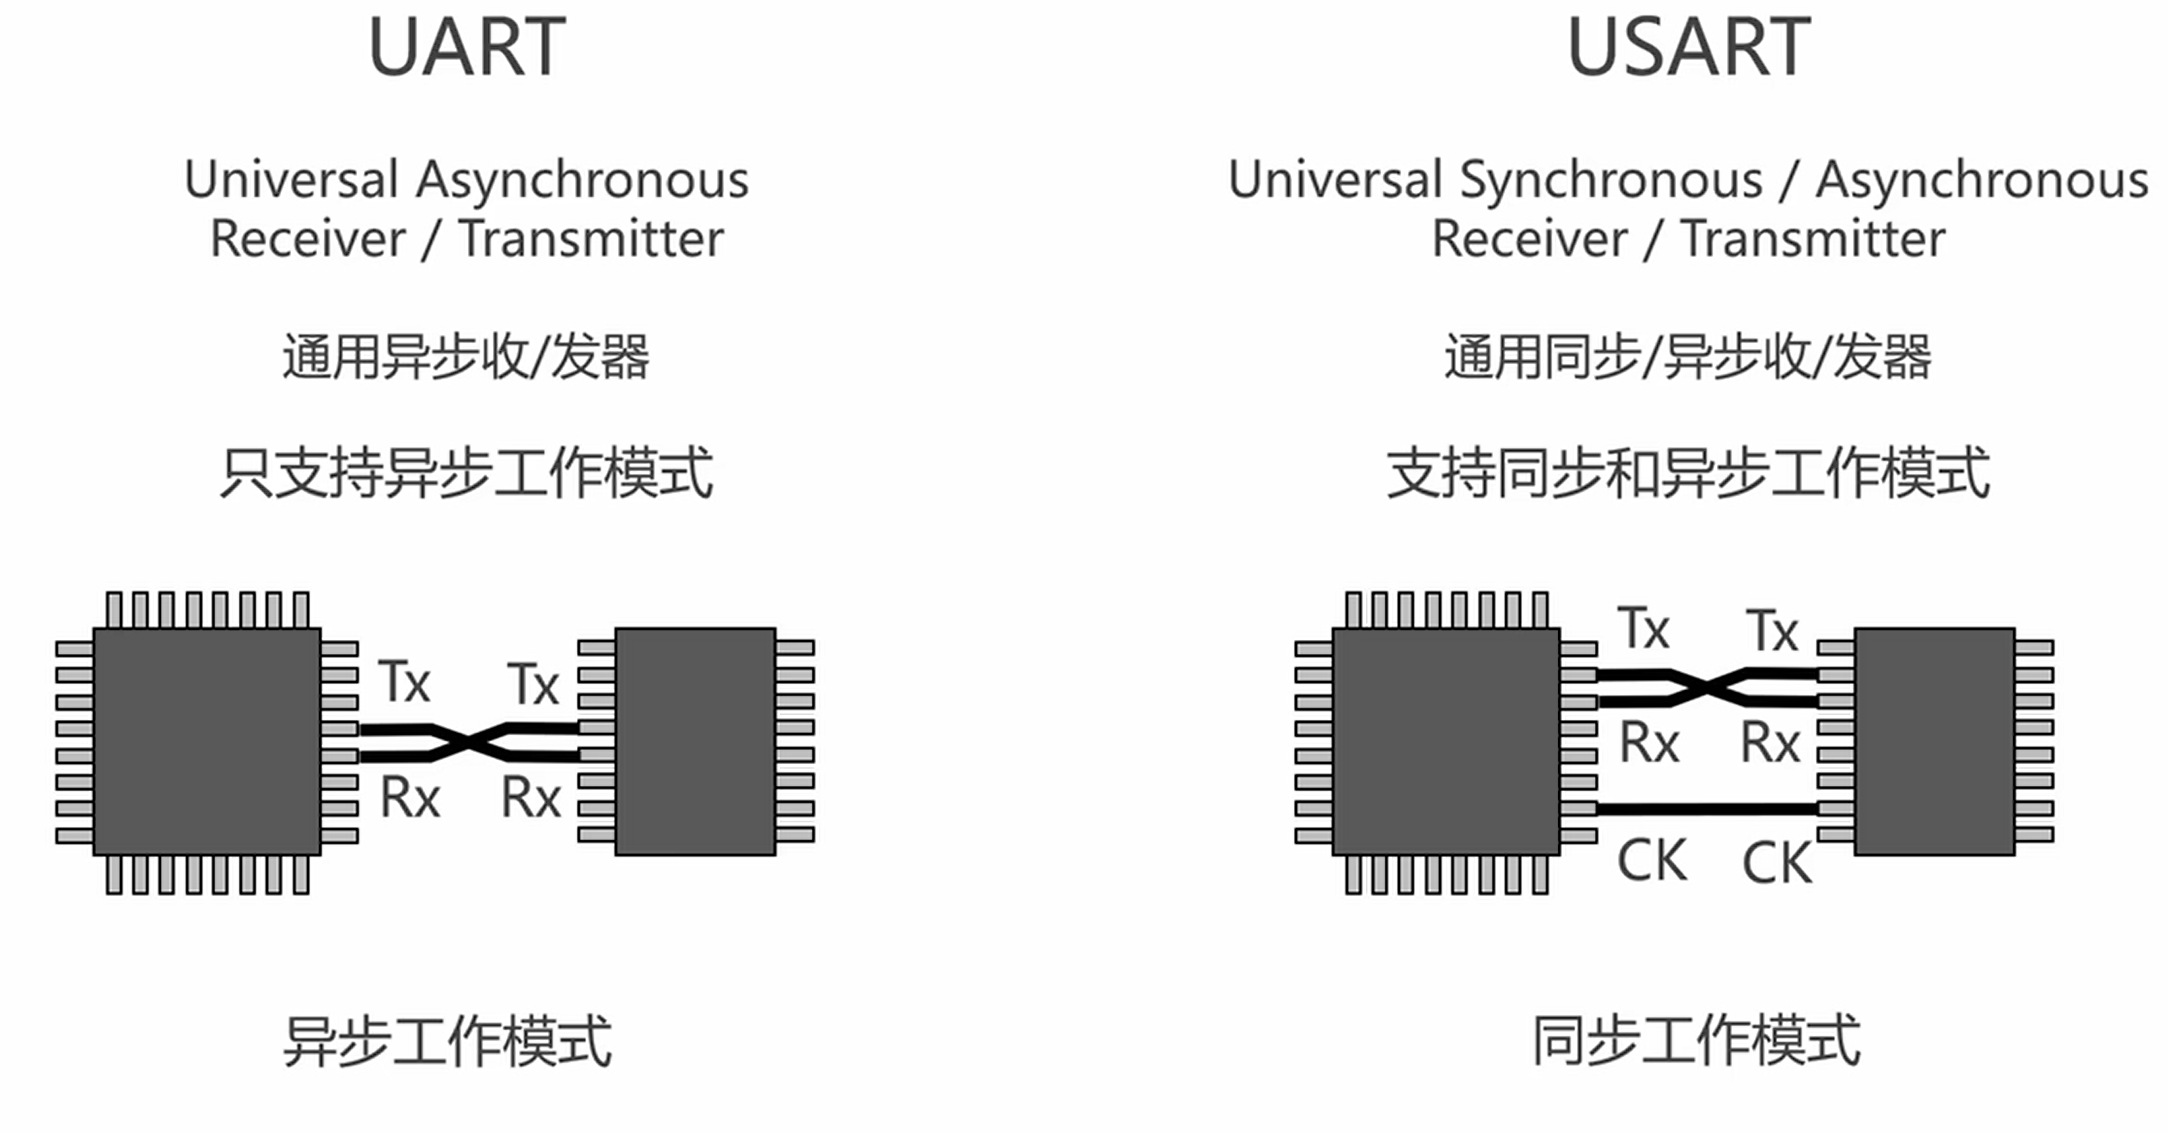 UART
Universal Asynchronous
Receiver / Transmitter
通用异步收/发器
只支持异步工作模式
Tx Tx
Rx Rx
异步工作模式
USART
Universal Synchronous / Asynchronous
Receiver / Transmitter
通用同步/异步收/发器
支持同步和异步工作模式
Tx Tx
Rx Rx
CK CK
同步工作模式